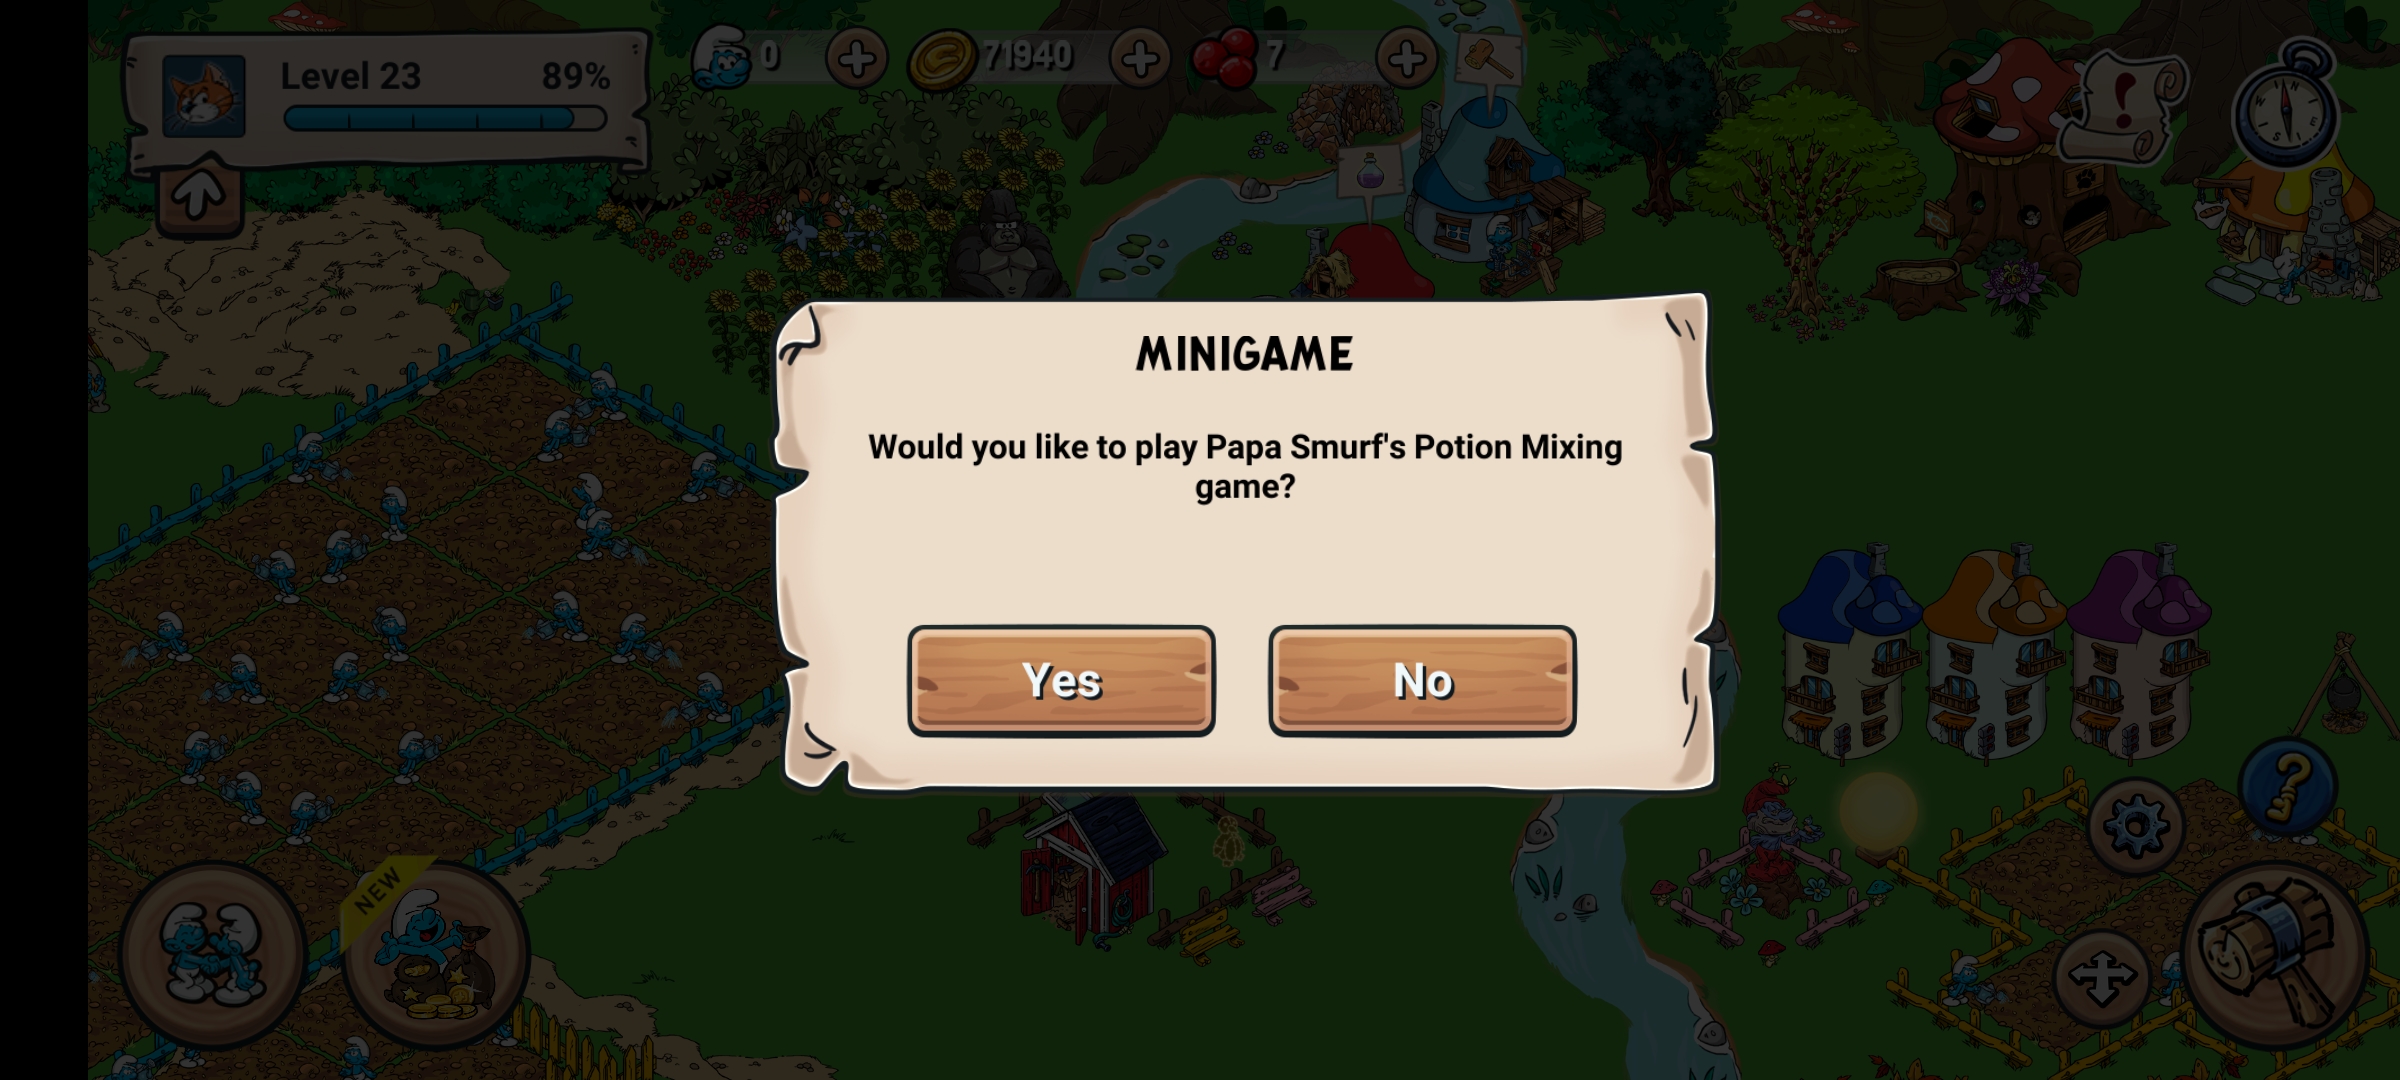 Level 23 89%
0
71940
7
MINIGAME
Would you like to play Papa Smurf's Potion Mixing
game?
Yes
No
NEW